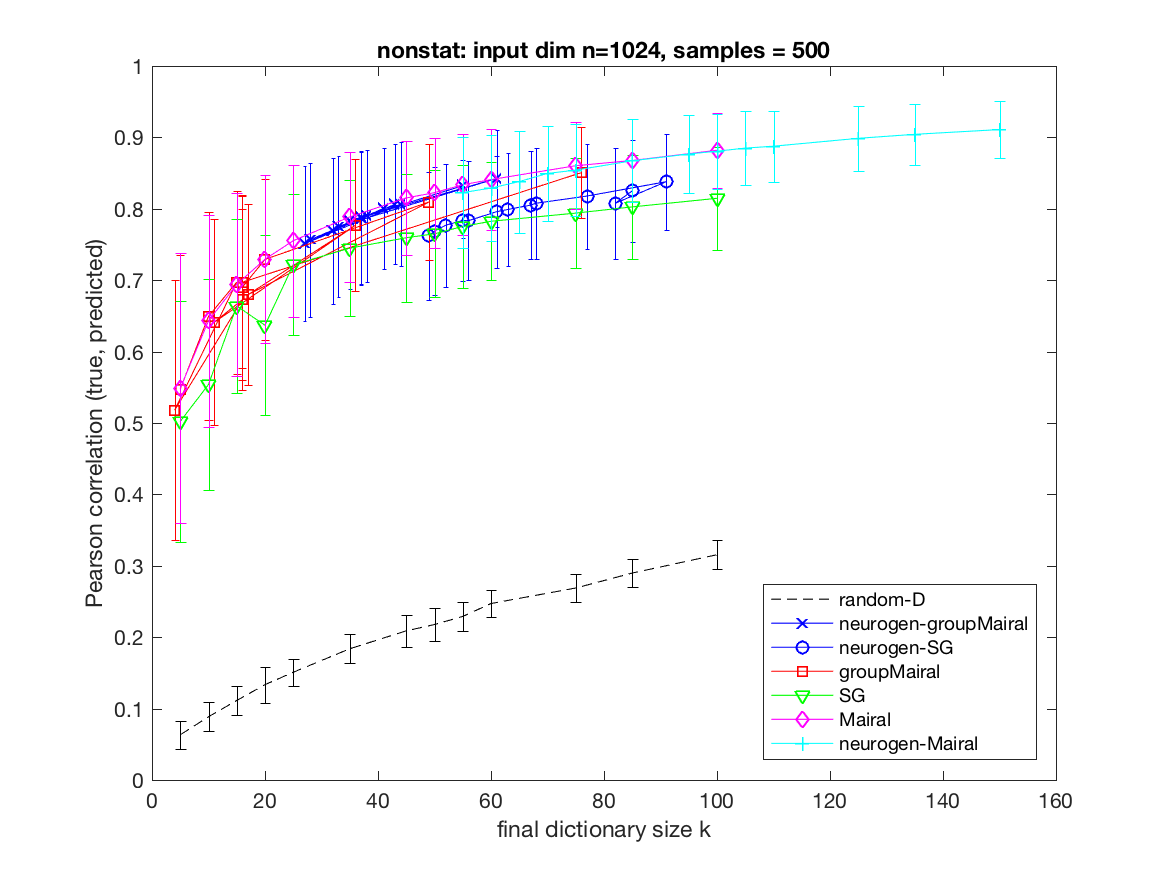 nonstat: input dim n=1024, samples = 500
Pearson correlation (true, predicted)
1
0.9
0.8
0.7
0.6
0.5
0.4
0.3
0.2
0.1
0
0 20 40 60 80 100 120 140 160
final dictionary size k
random-D
neurogen-groupMairal
neurogen-SG
groupMairal
SG
Mairal
neurogen-Mairal